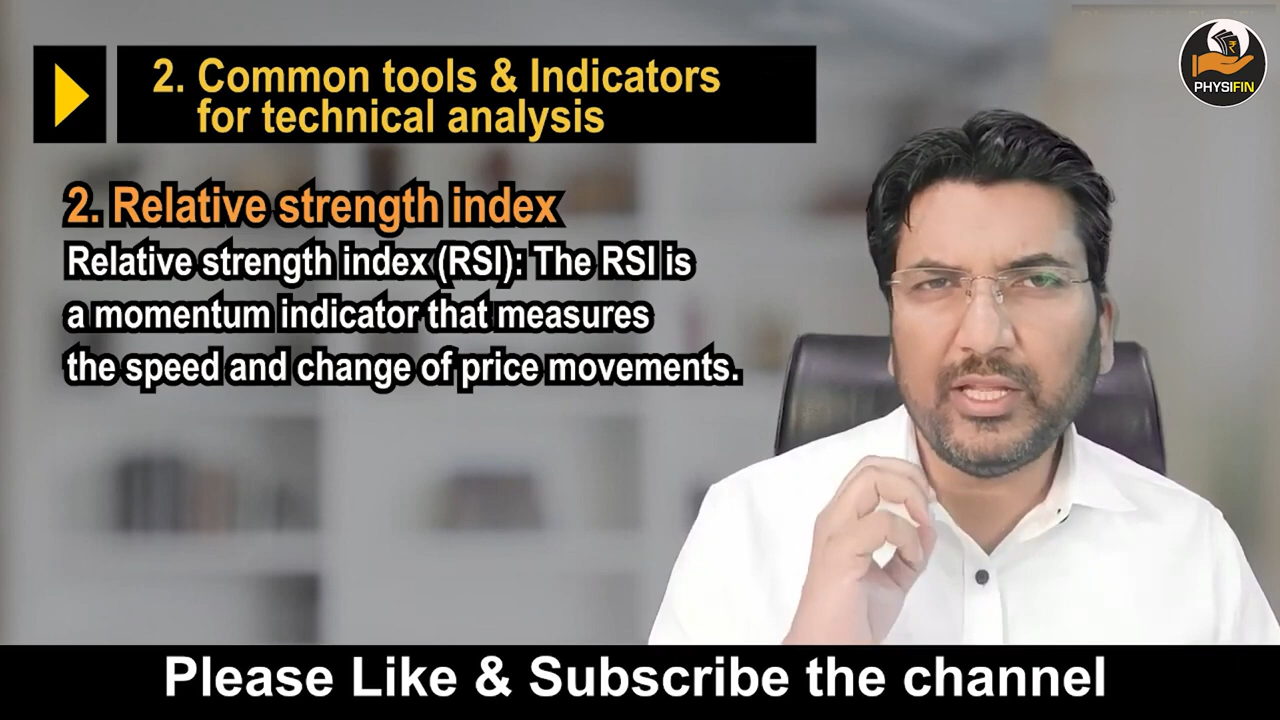 2. Common tools & Indicators
for technical analysis
PHYSIFIN
2. Relative strength index
Relative strength index (RSI): The RSI is
a momentum indicator that measures
the speed and change of price movements.
Please Like & Subscribe the channel